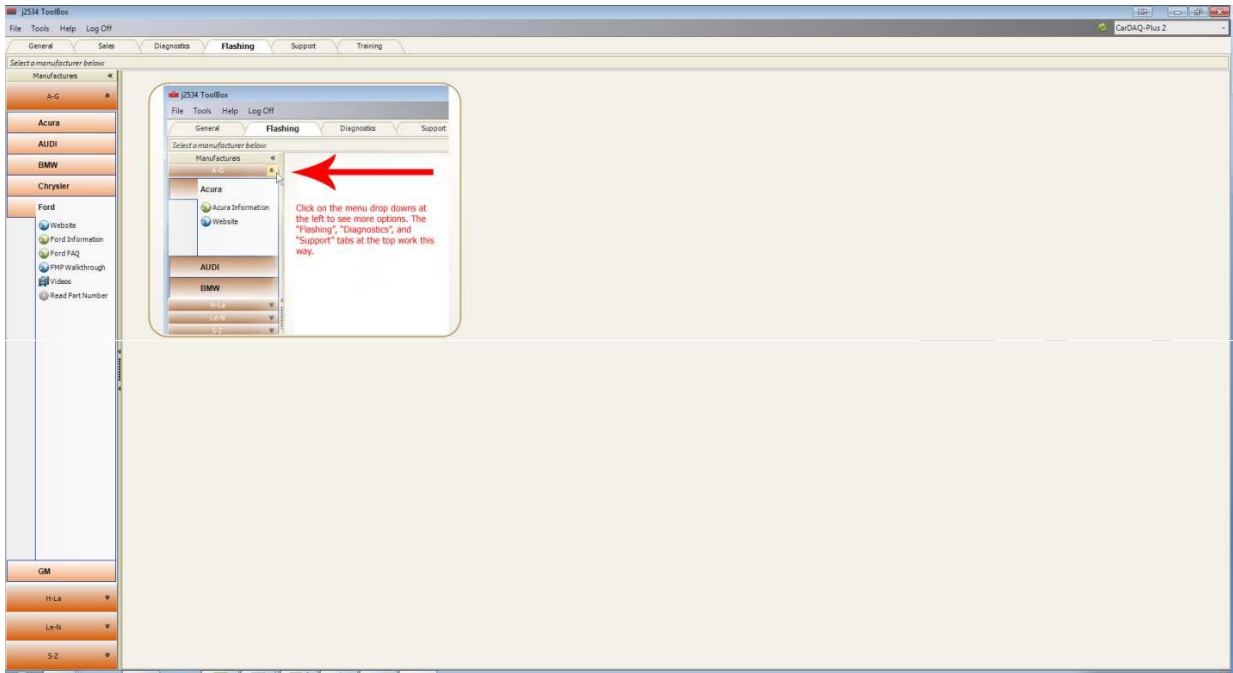 j2534 ToolBox
File Tools Help Log Off
CarDAQ-Plus 2
General Sales Diagnostics Flashing Support Training
Select a manufacturer below:
Manufacturers
A-G
Acura
AUDI
BMW
Chrysler
Ford
Website
Ford Information
Ford FAQ
FMP Walkthrough
Videos
Read Part Number
GM
H-La
Le-N
S-Z
j2534 ToolBox
File Tools Help Log Off
General Flashing Diagnostics Support
Select a manufacturer below:
Manufacturers
A-G
Acura
Acura Information
Website
AUDI
BMW
H-La
Le-N
S-Z
Click on the menu drop downs at
the left to see more options. The
"Flashing", "Diagnostics", and
"Support" tabs at the top work this
way.